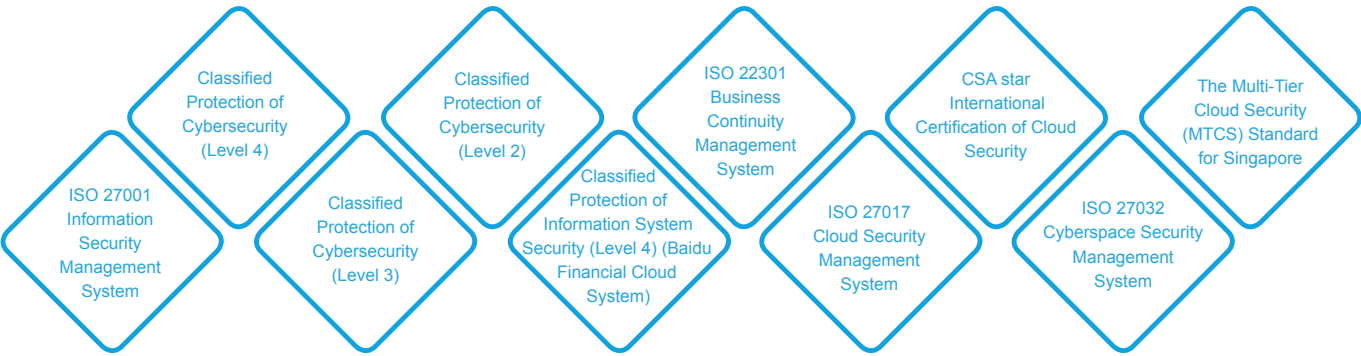 Classified
Protection of
Cybersecurity
(Level 4)
Classified
Protection of
Cybersecurity
(Level 2)
ISO 22301
Business
Continuity
Management
System
CSA star
International
Certification of Cloud
Security
The Multi-Tier
Cloud Security
(MTCS) Standard
for Singapore
ISO 27001
Information
Security
Management
System
Classified
Protection of
Cybersecurity
(Level 3)
Classified
Protection of
Information System
Security (Level 4) (Baidu
Financial Cloud
System)
ISO 27017
Cloud Security
Management
System
ISO 27032
Cyberspace Security
Management
System